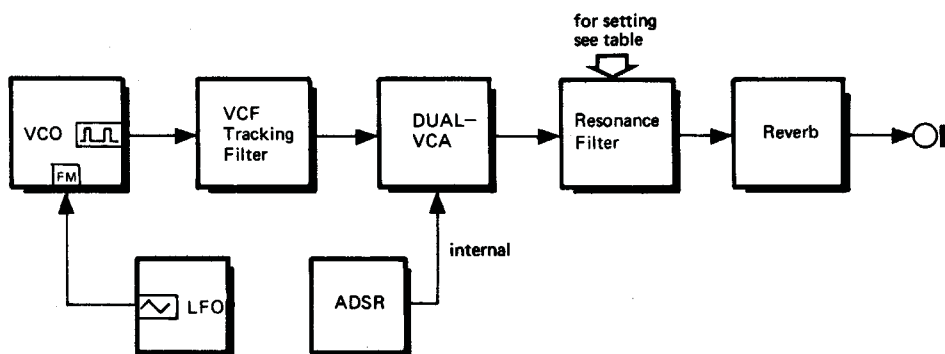 for setting
see table
VCO
FM
VCF
Tracking
Filter
DUAL-
VCA
Resonance
Filter
Reverb
internal
LFO
ADSR